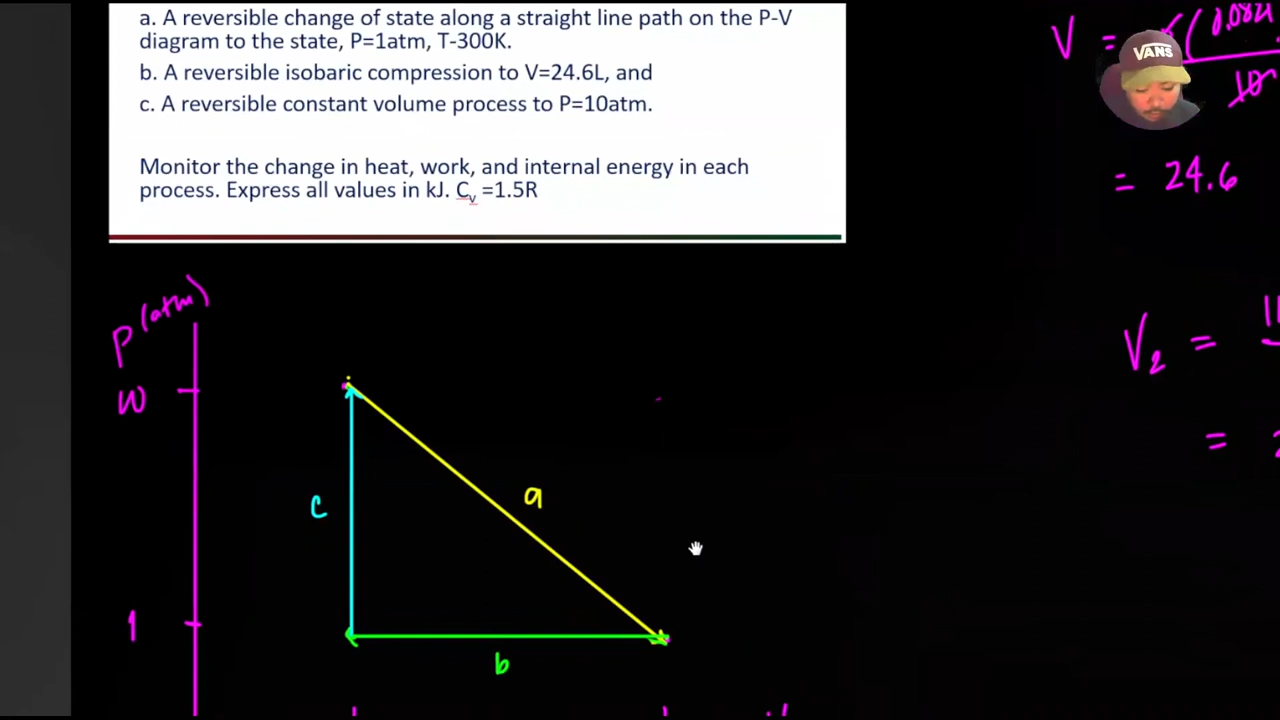 a. A reversible change of state along a straight line path on the P-V
diagram to the state, P=1atm, T-300K.
b. A reversible isobaric compression to V=24.6L, and
c. A reversible constant volume process to P=10atm.
Monitor the change in heat, work, and internal energy in each
process. Express all values in kJ. Cv =1.5R
VANS
V =
10
= 24.6
V2 =
=
P (atm)
10
c
a
1
b